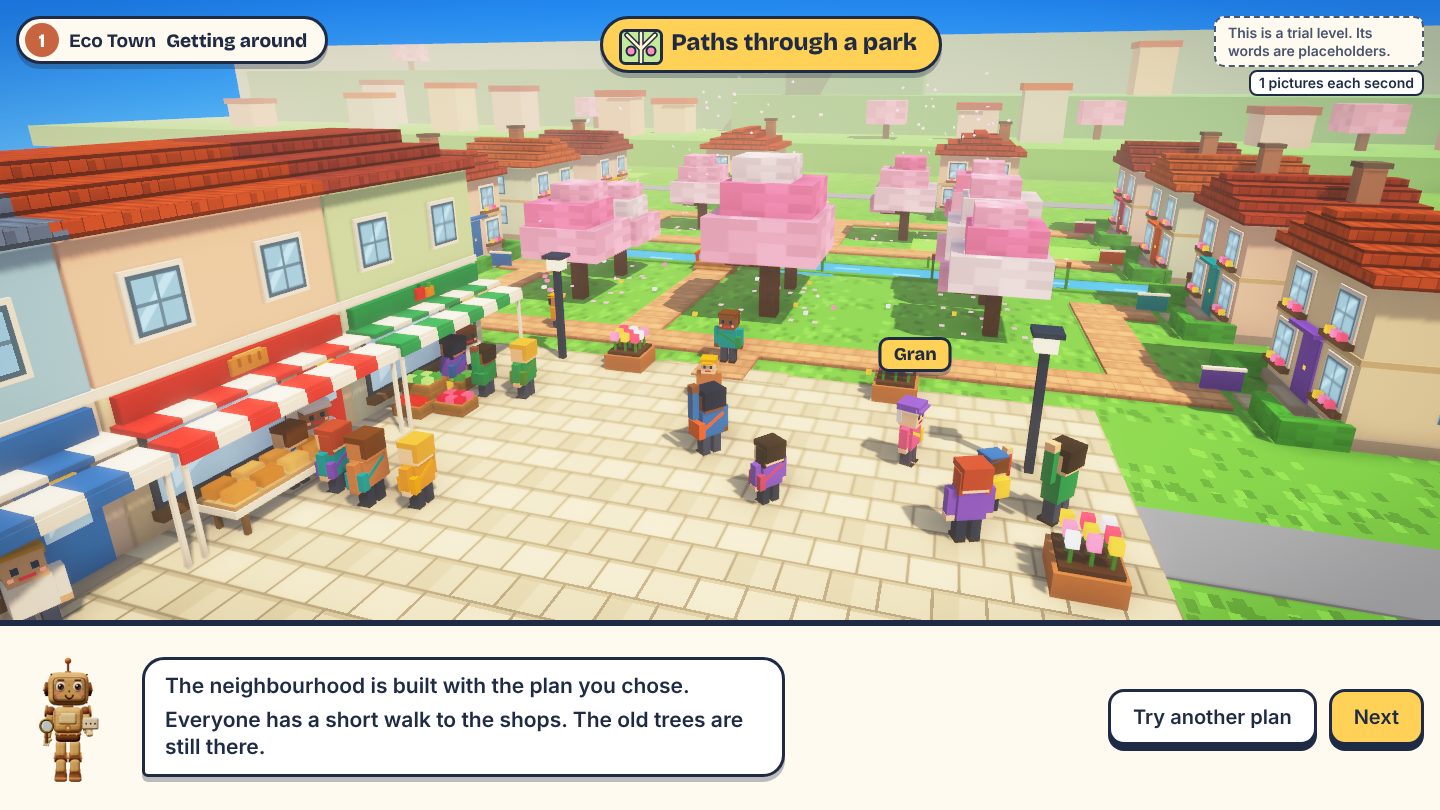 1 Eco Town Getting around
Paths through a park
This is a trial level. Its
words are placeholders.
1 pictures each second
Gran
The neighbourhood is built with the plan you chose.
Everyone has a short walk to the shops. The old trees are
still there.
Try another plan
Next